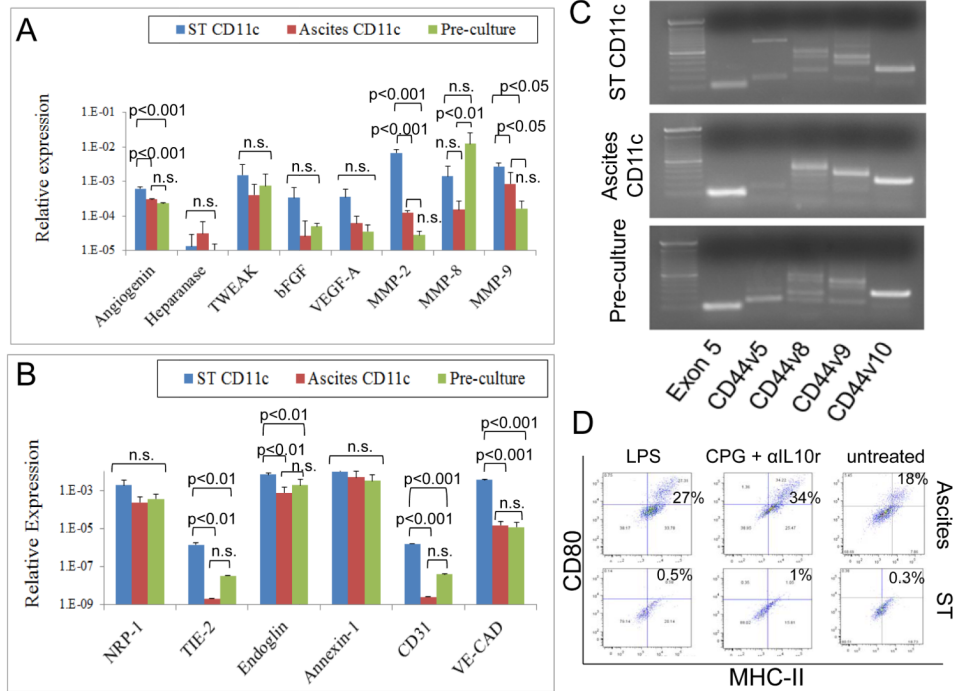 A
ST CD11c Ascites CD11c Pre-culture
Relative expression
1.E-01
1.E-02
1.E-03
1.E-04
1.E-05
p<0.001
p<0.001
n.s.
n.s.
n.s.
n.s.
n.s.
p<0.001
p<0.001
n.s.
n.s.
p<0.01
n.s.
p<0.05
p<0.05
n.s.
Angiogenin
Heparanase
TWEAK
bFGF
VEGF-A
MMP-2
MMP-8
MMP-9
B
ST CD11c Ascites CD11c Pre-culture
Relative Expression
1.E-03
1.E-05
1.E-07
1.E-09
n.s.
p<0.01
p<0.01
n.s.
p<0.01
p<0.01
n.s.
n.s.
p<0.001
p<0.001
n.s.
p<0.001
p<0.001
n.s.
NRP-1
TIE-2
Endoglin
Annexin-1
CD31
VE-CAD
C
ST CD11c
Ascites
CD11c
Pre-culture
Exon 5
CD44v5
CD44v8
CD44v9
CD44v10
D
LPS CPG + αIL10r untreated
27% 34% 18%
Ascites
0.5% 1% 0.3%
ST
CD80
MHC-II